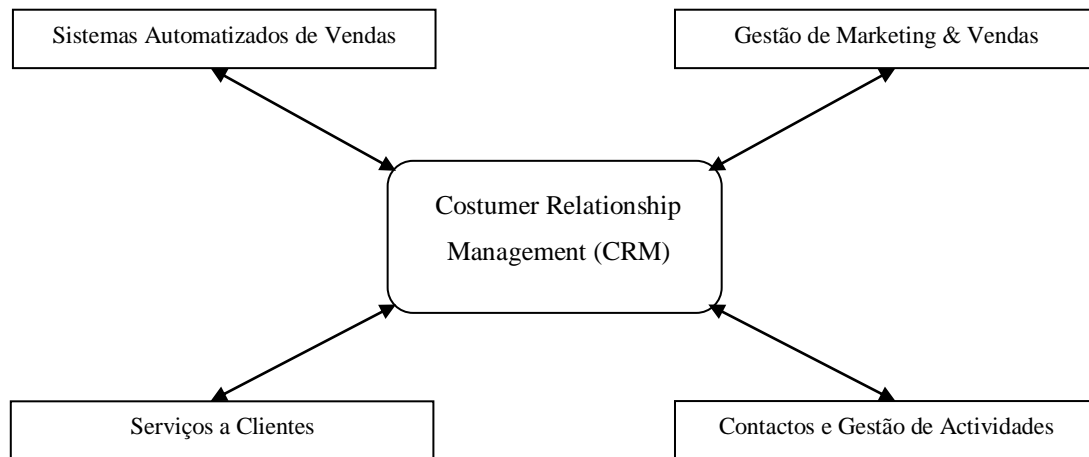 Sistemas Automatizados de Vendas
Gestão de Marketing & Vendas
Costumer Relationship
Management (CRM)
Serviços a Clientes
Contactos e Gestão de Actividades